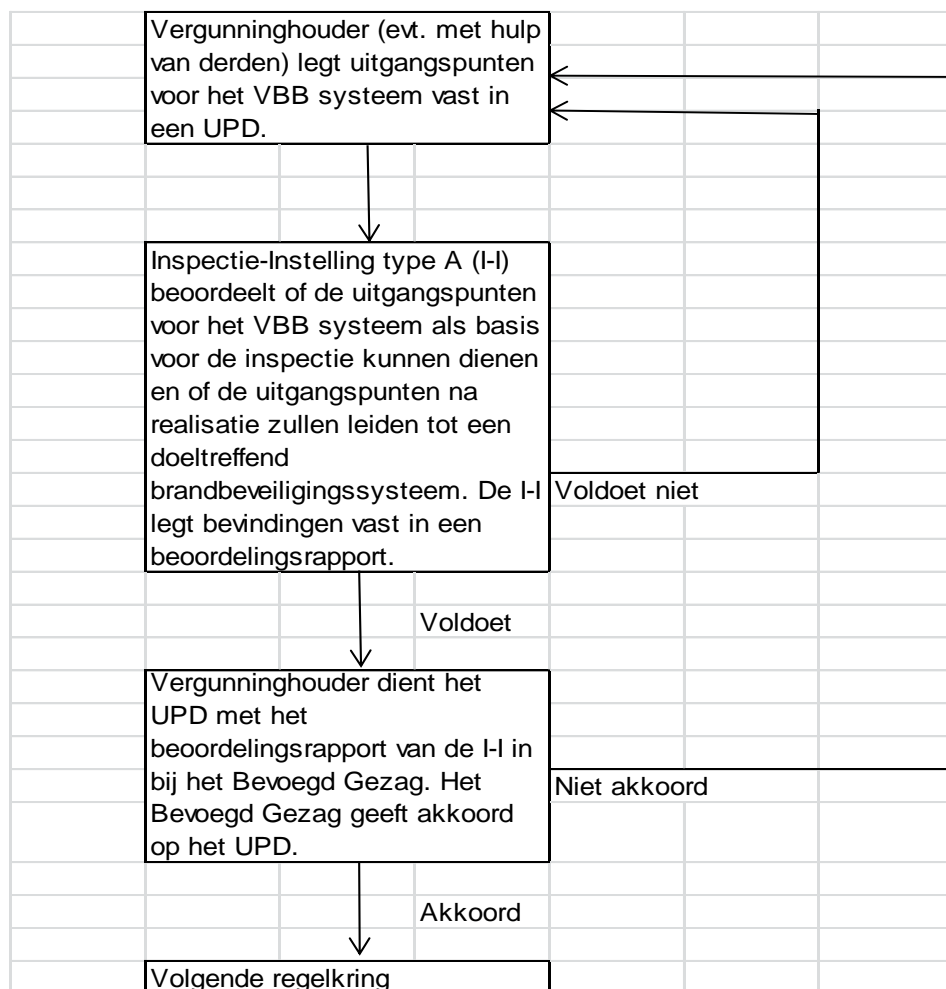 Vergunninghouder (evt. met hulp
van derden) legt uitgangspunten
voor het VBB systeem vast in
een UPD.
Inspectie-Instelling type A (I-I)
beoordeelt of de uitgangspunten
voor het VBB systeem als basis
voor de inspectie kunnen dienen
en of de uitgangspunten na
realisatie zullen leiden tot een
doeltreffend
brandbeveiligingssysteem. De I-I
legt bevindingen vast in een
beoordelingsrapport.
Voldoet niet
Voldoet
Vergunninghouder dient het
UPD met het
beoordelingsrapport van de I-I in
bij het Bevoegd Gezag. Het
Bevoegd Gezag geeft akkoord
op het UPD.
Niet akkoord
Akkoord
Volgende regelkring